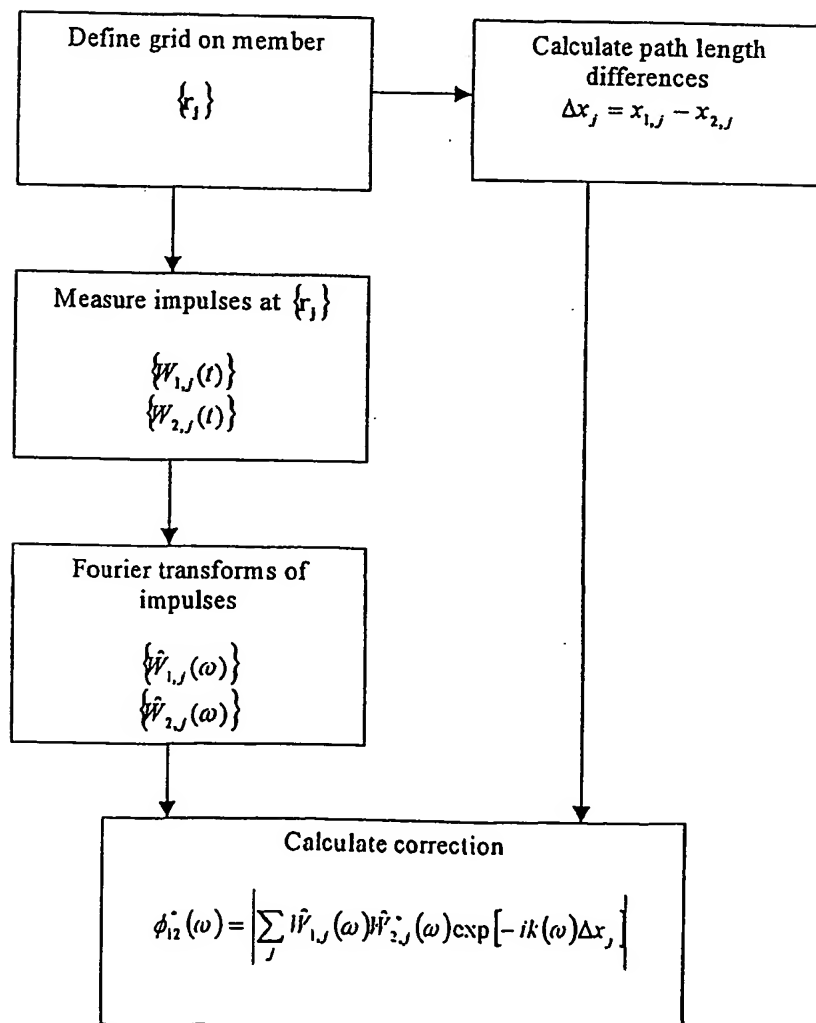 Define grid on member
{r_j}
Calculate path length
differences
Δx_j = x_{1,j} − x_{2,j}
Measure impulses at {r_j}
{W_{1,j}(t)}
{W_{2,j}(t)}
Fourier transforms of
impulses
{Ŵ_{1,j}(ω)}
{Ŵ_{2,j}(ω)}
Calculate correction
ϕ*_{12}(ω) = |∑_j Ŵ_{1,j}(ω)Ŵ*_{2,j}(ω)exp[−ik(ω)Δx_j]|